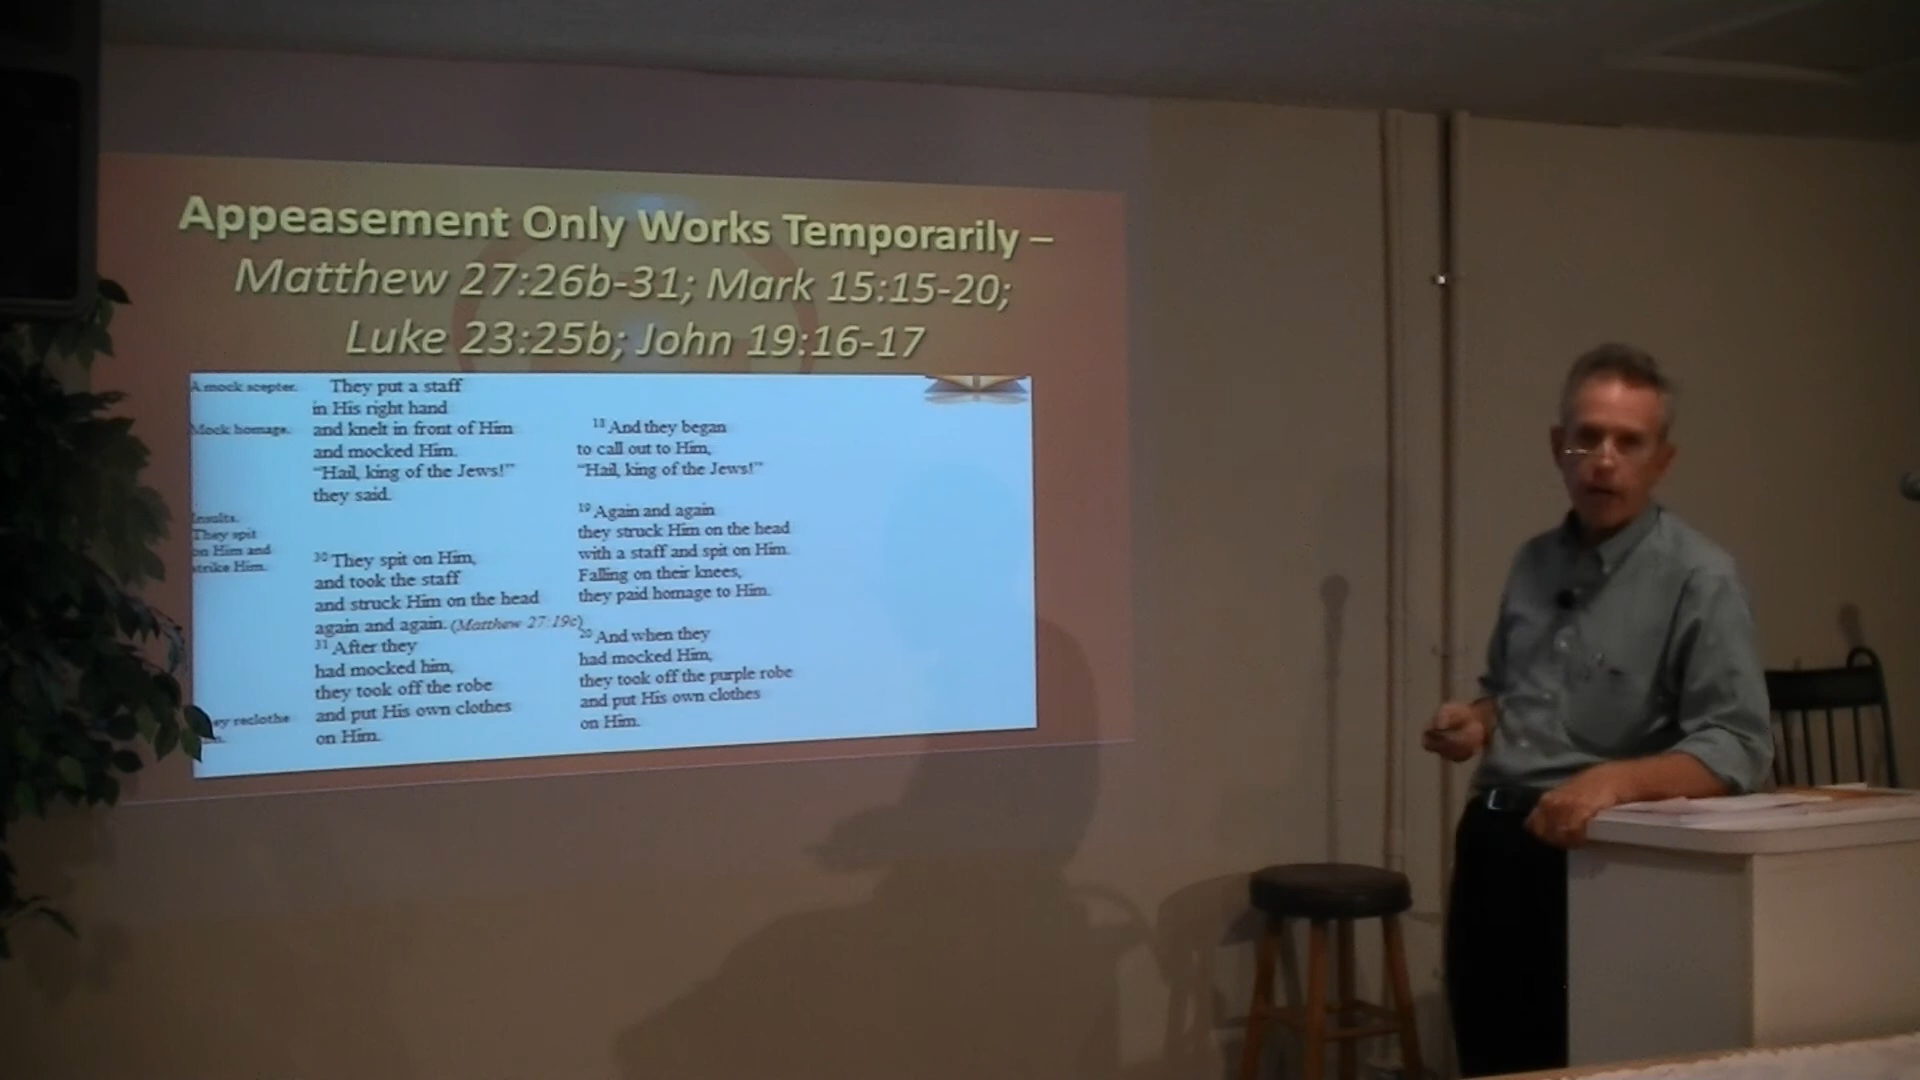 Appeasement Only Works Temporarily –
Matthew 27:26b-31; Mark 15:15-20;
Luke 23:25b; John 19:16-17
A mock scepter.
Mock homage.
Insults.
They spit
on Him and
strike Him.
ey reclothe
They put a staff
in His right hand
and knelt in front of Him
and mocked Him.
“Hail, king of the Jews!”
they said.
30 They spit on Him,
and took the staff
and struck Him on the head
again and again. (Matthew 27:19c)
31 After they
had mocked him,
they took off the robe
and put His own clothes
on Him.
18 And they began
to call out to Him,
“Hail, king of the Jews!”
19 Again and again
they struck Him on the head
with a staff and spit on Him.
Falling on their knees,
they paid homage to Him.
20 And when they
had mocked Him,
they took off the purple robe
and put His own clothes
on Him.